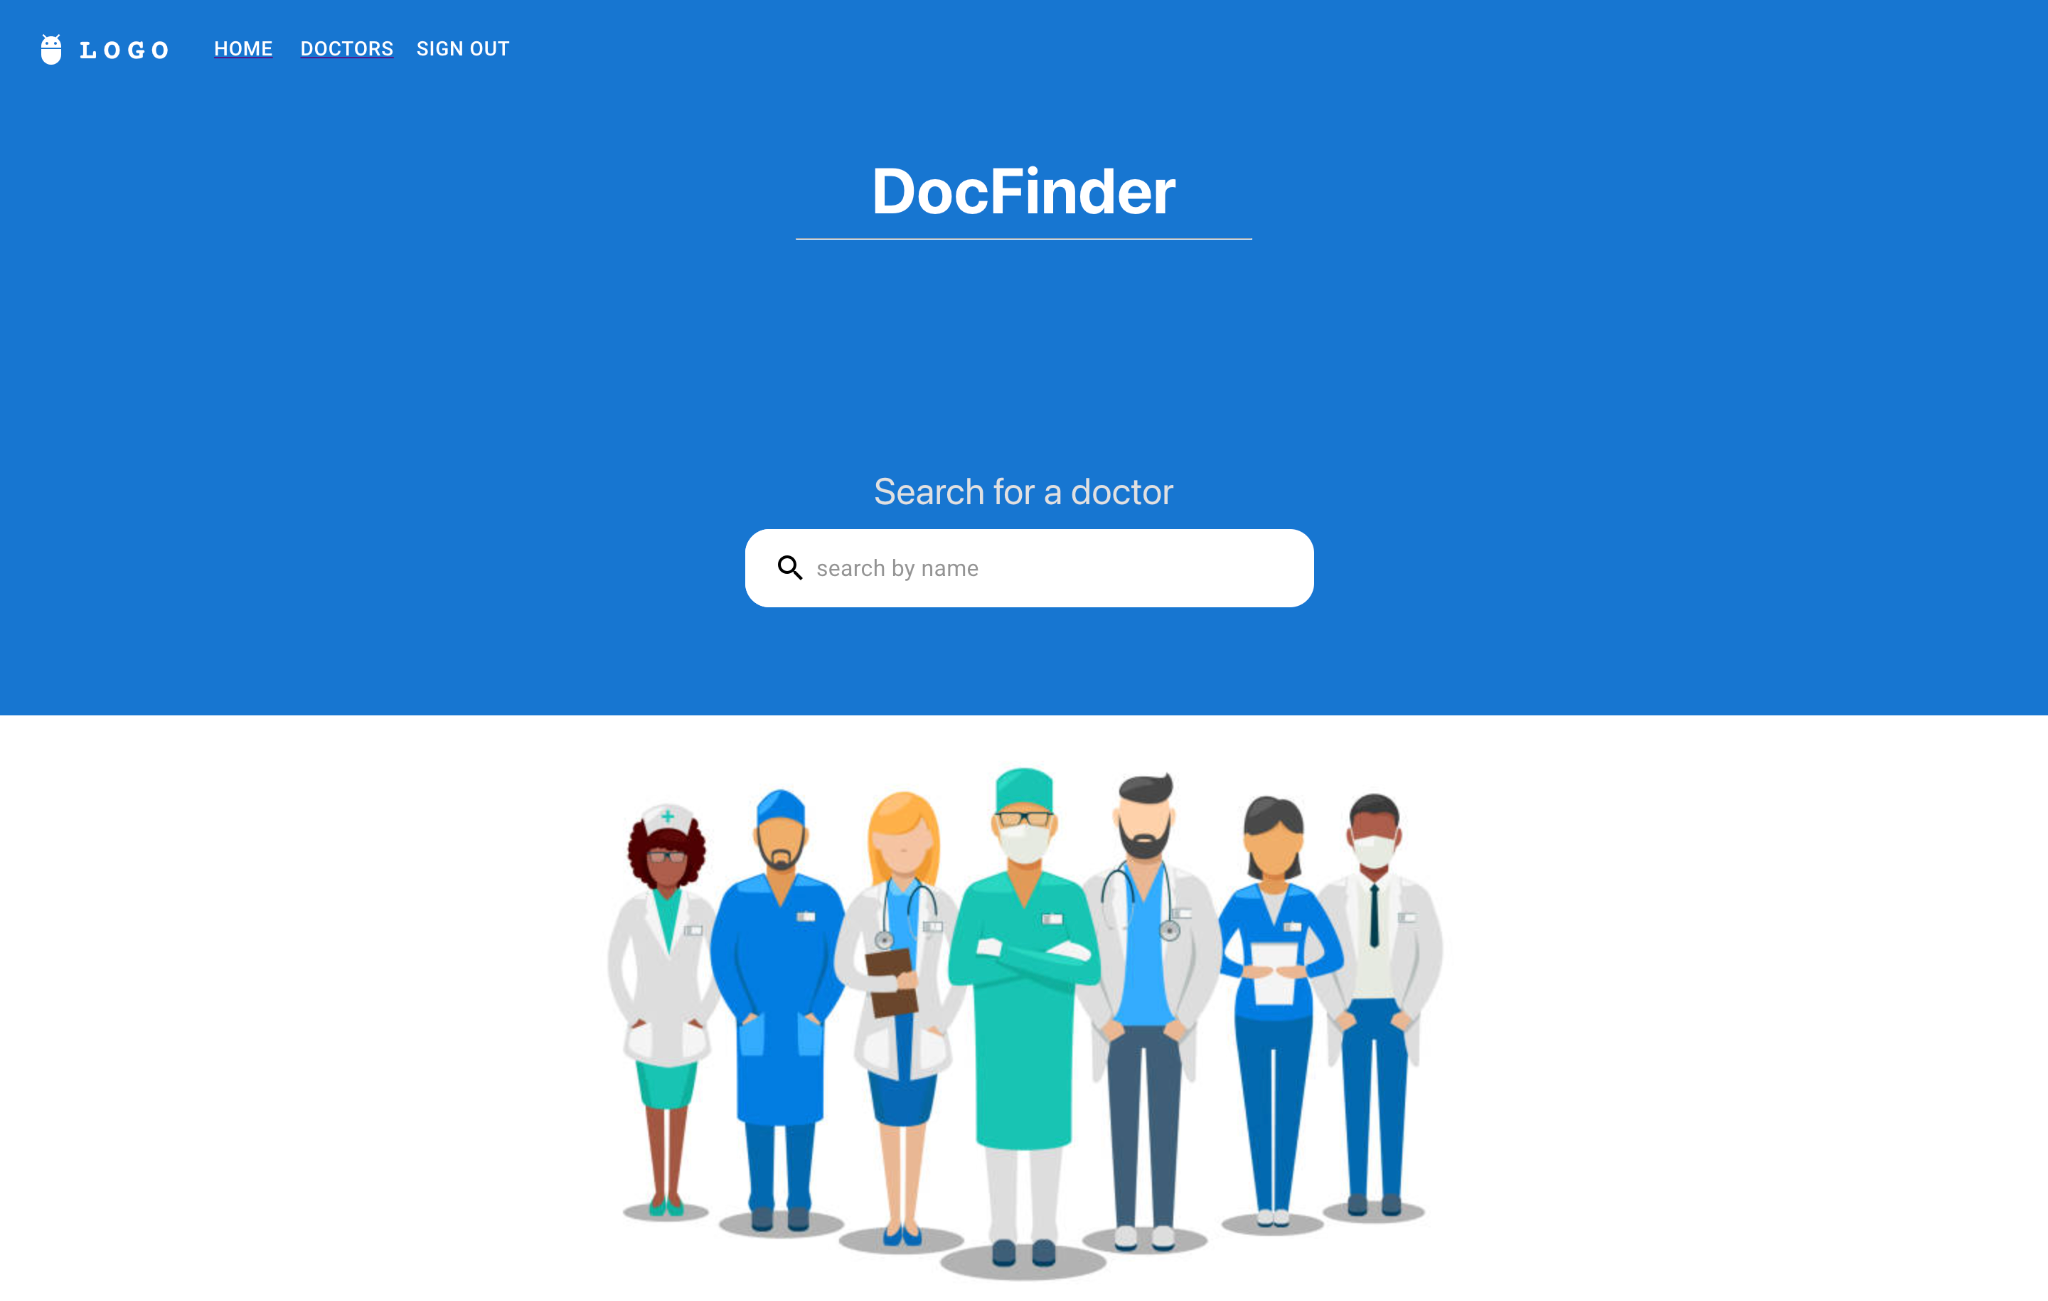 LOGO HOME DOCTORS SIGN OUT
DocFinder
Search for a doctor
search by name